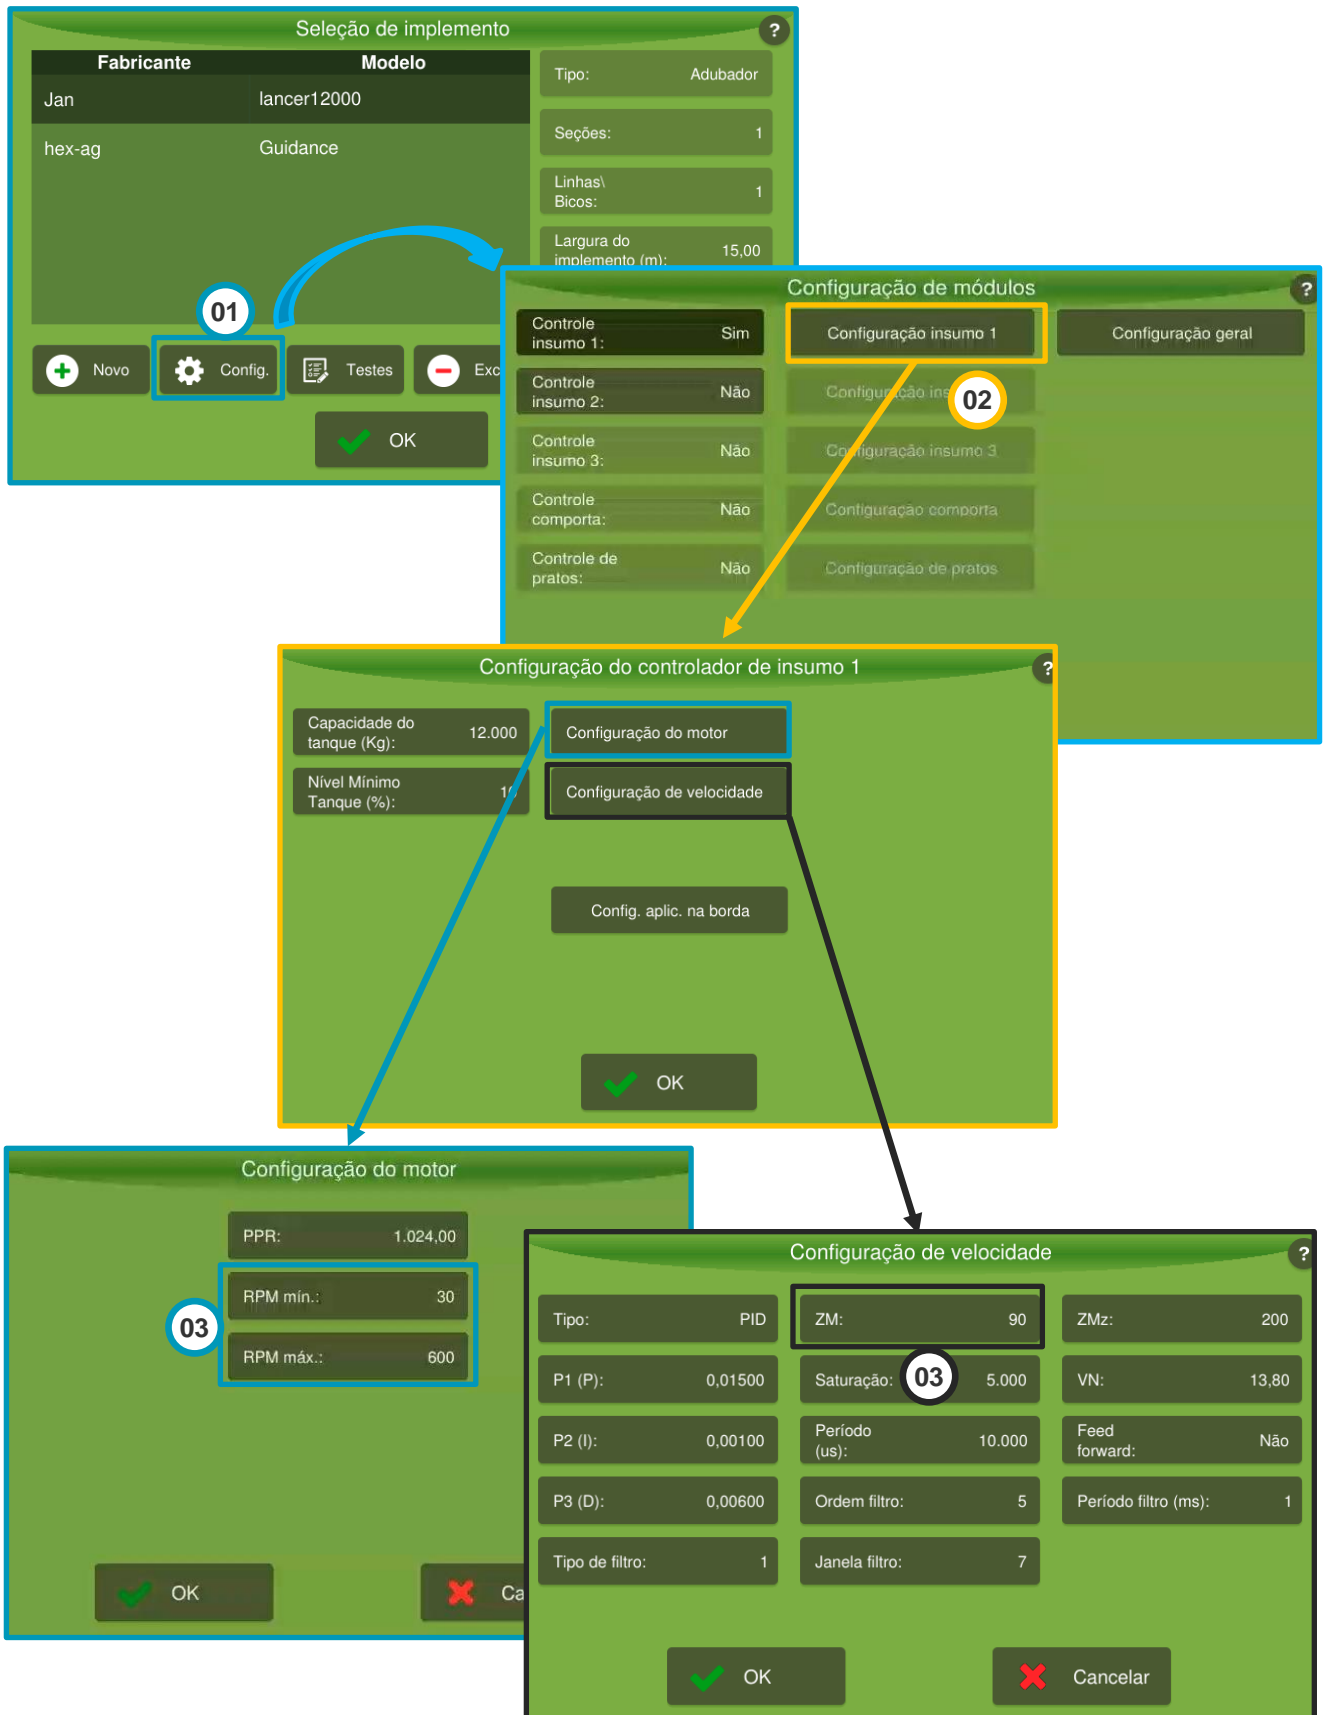 Seleção de implemento
?
Fabricante Modelo
Jan lancer12000
hex-ag Guidance
Tipo: Adubador
Seções: 1
Linhas\
Bicos: 1
Largura do
implemento (m): 15,00
01
Novo
Config.
Testes
Exc
OK
Configuração de módulos
?
Controle
insumo 1: Sim
Configuração insumo 1
Configuração geral
Controle
insumo 2: Não
Configuração ins
02
Controle
insumo 3: Não
Configuração insumo 3
Controle
comporta: Não
Configuração comporta
Controle de
pratos: Não
Configuração de pratos
Configuração do controlador de insumo 1
?
Capacidade do
tanque (Kg): 12.000
Configuração do motor
Nível Mínimo
Tanque (%): 10
Configuração de velocidade
Config. aplic. na borda
OK
Configuração do motor
PPR: 1.024,00
RPM mín.: 30
03
RPM máx.: 600
OK
Ca
Configuração de velocidade
?
Tipo: PID
ZM: 90
ZMz: 200
P1 (P): 0,01500
Saturação: 5.000
03
VN: 13,80
P2 (I): 0,00100
Período
(us): 10.000
Feed
forward: Não
P3 (D): 0,00600
Ordem filtro: 5
Período filtro (ms): 1
Tipo de filtro: 1
Janela filtro: 7
OK
Cancelar